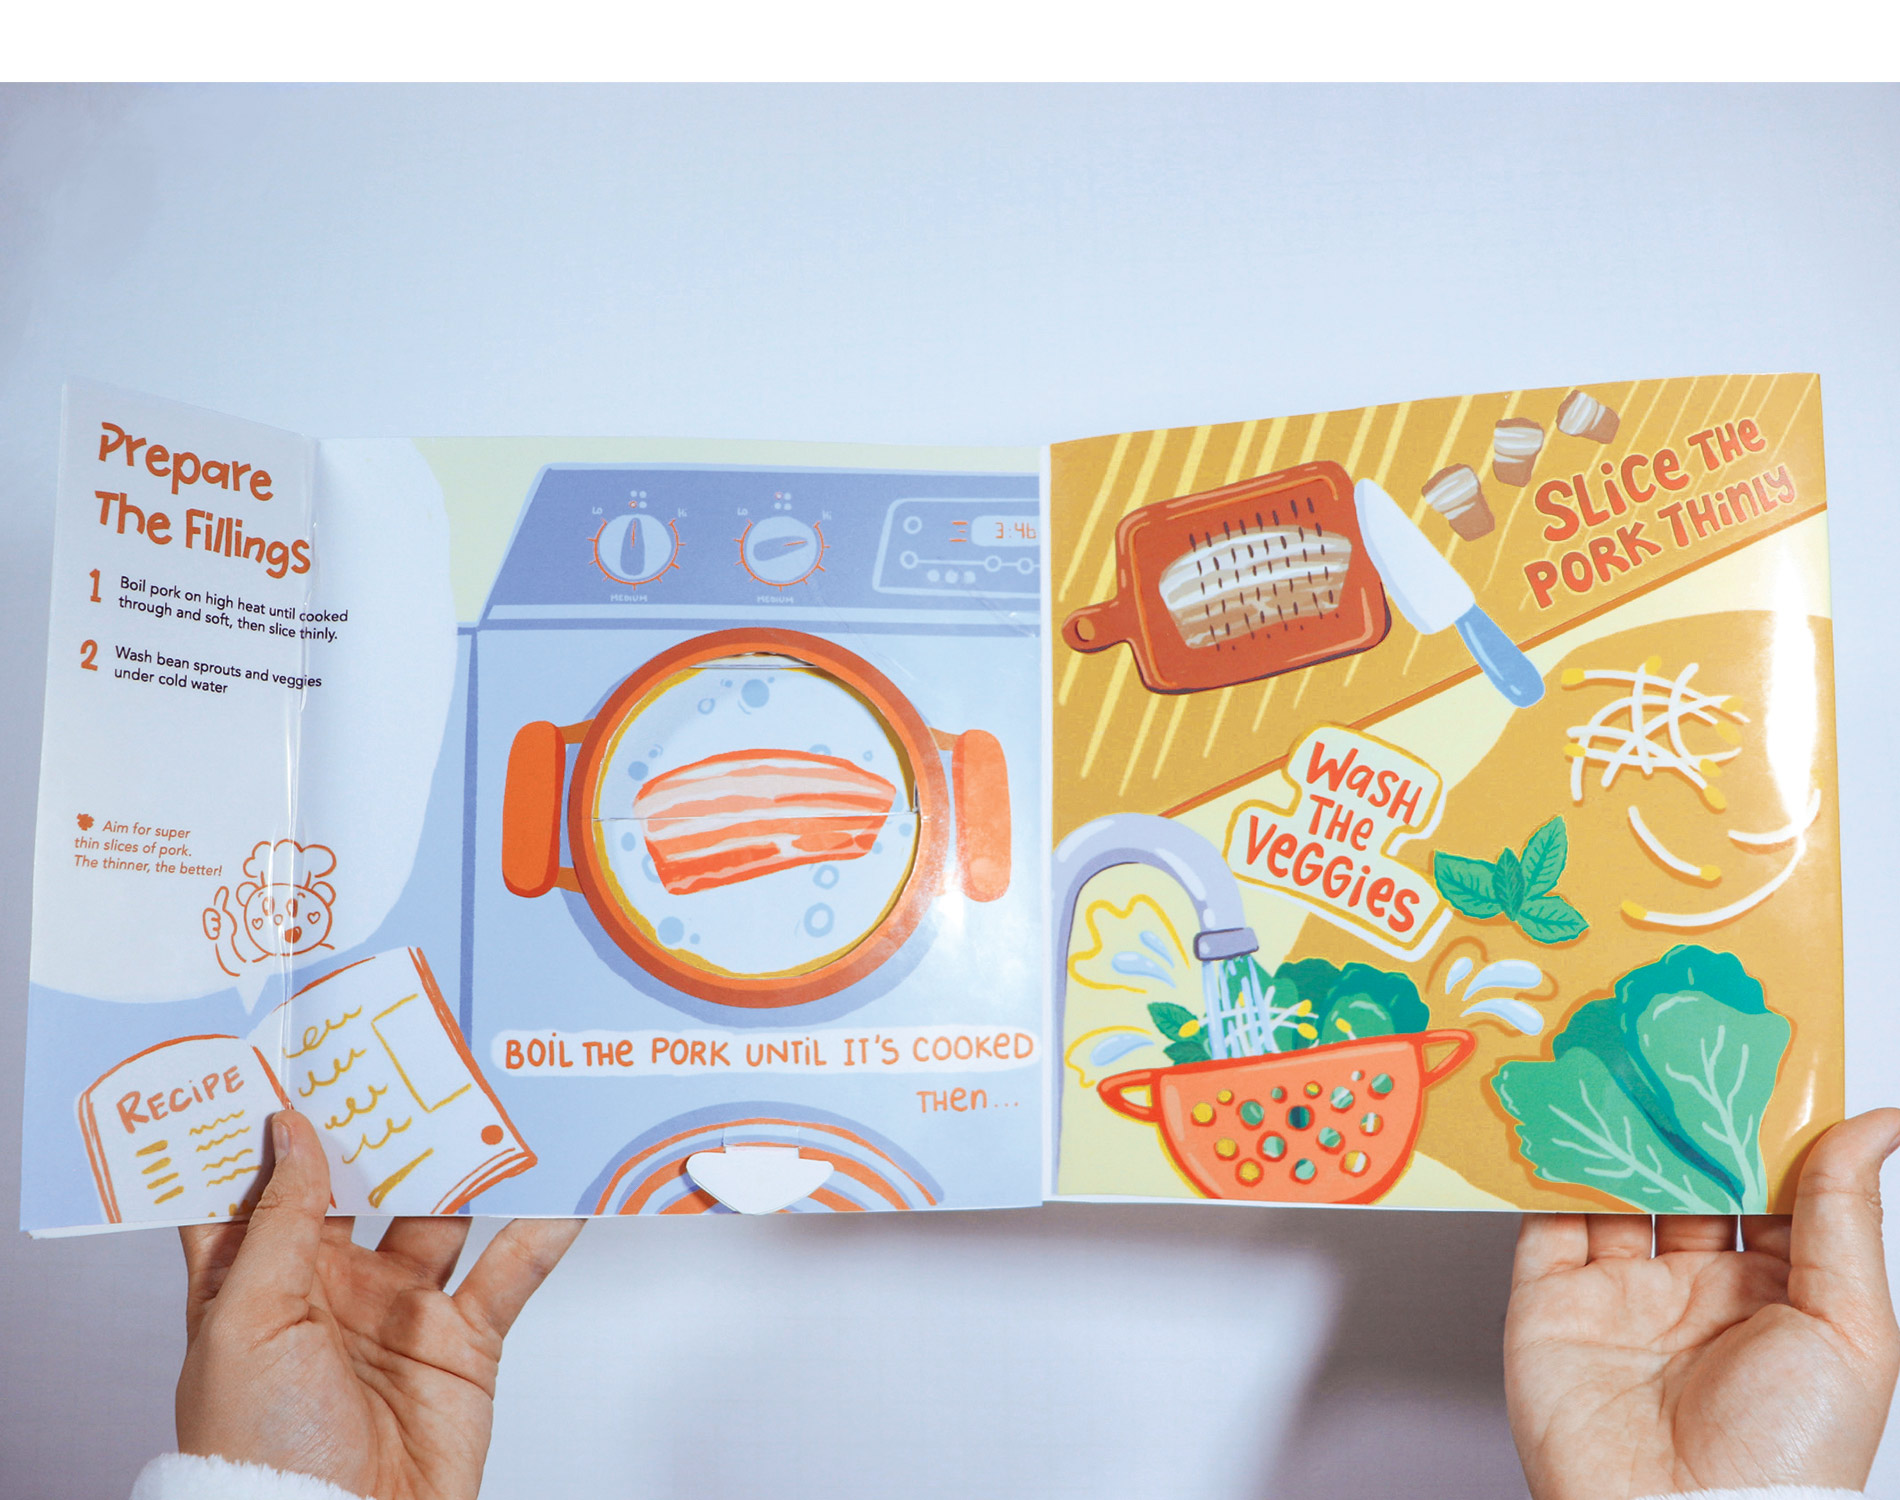 Prepare
The Fillings
1 Boil pork on high heat until cooked
through and soft, then slice thinly.
2 Wash bean sprouts and veggies
under cold water
Aim for super
thin slices of pork.
The thinner, the better!
RECIPE
Lo
Hi
MEDIUM
Lo
Hi
MEDIUM
3:46
BOIL THE PORK UNTIL IT'S COOKED
THEN...
SLICE THE
PORK THINLY
WASH
THE
VEGGIES